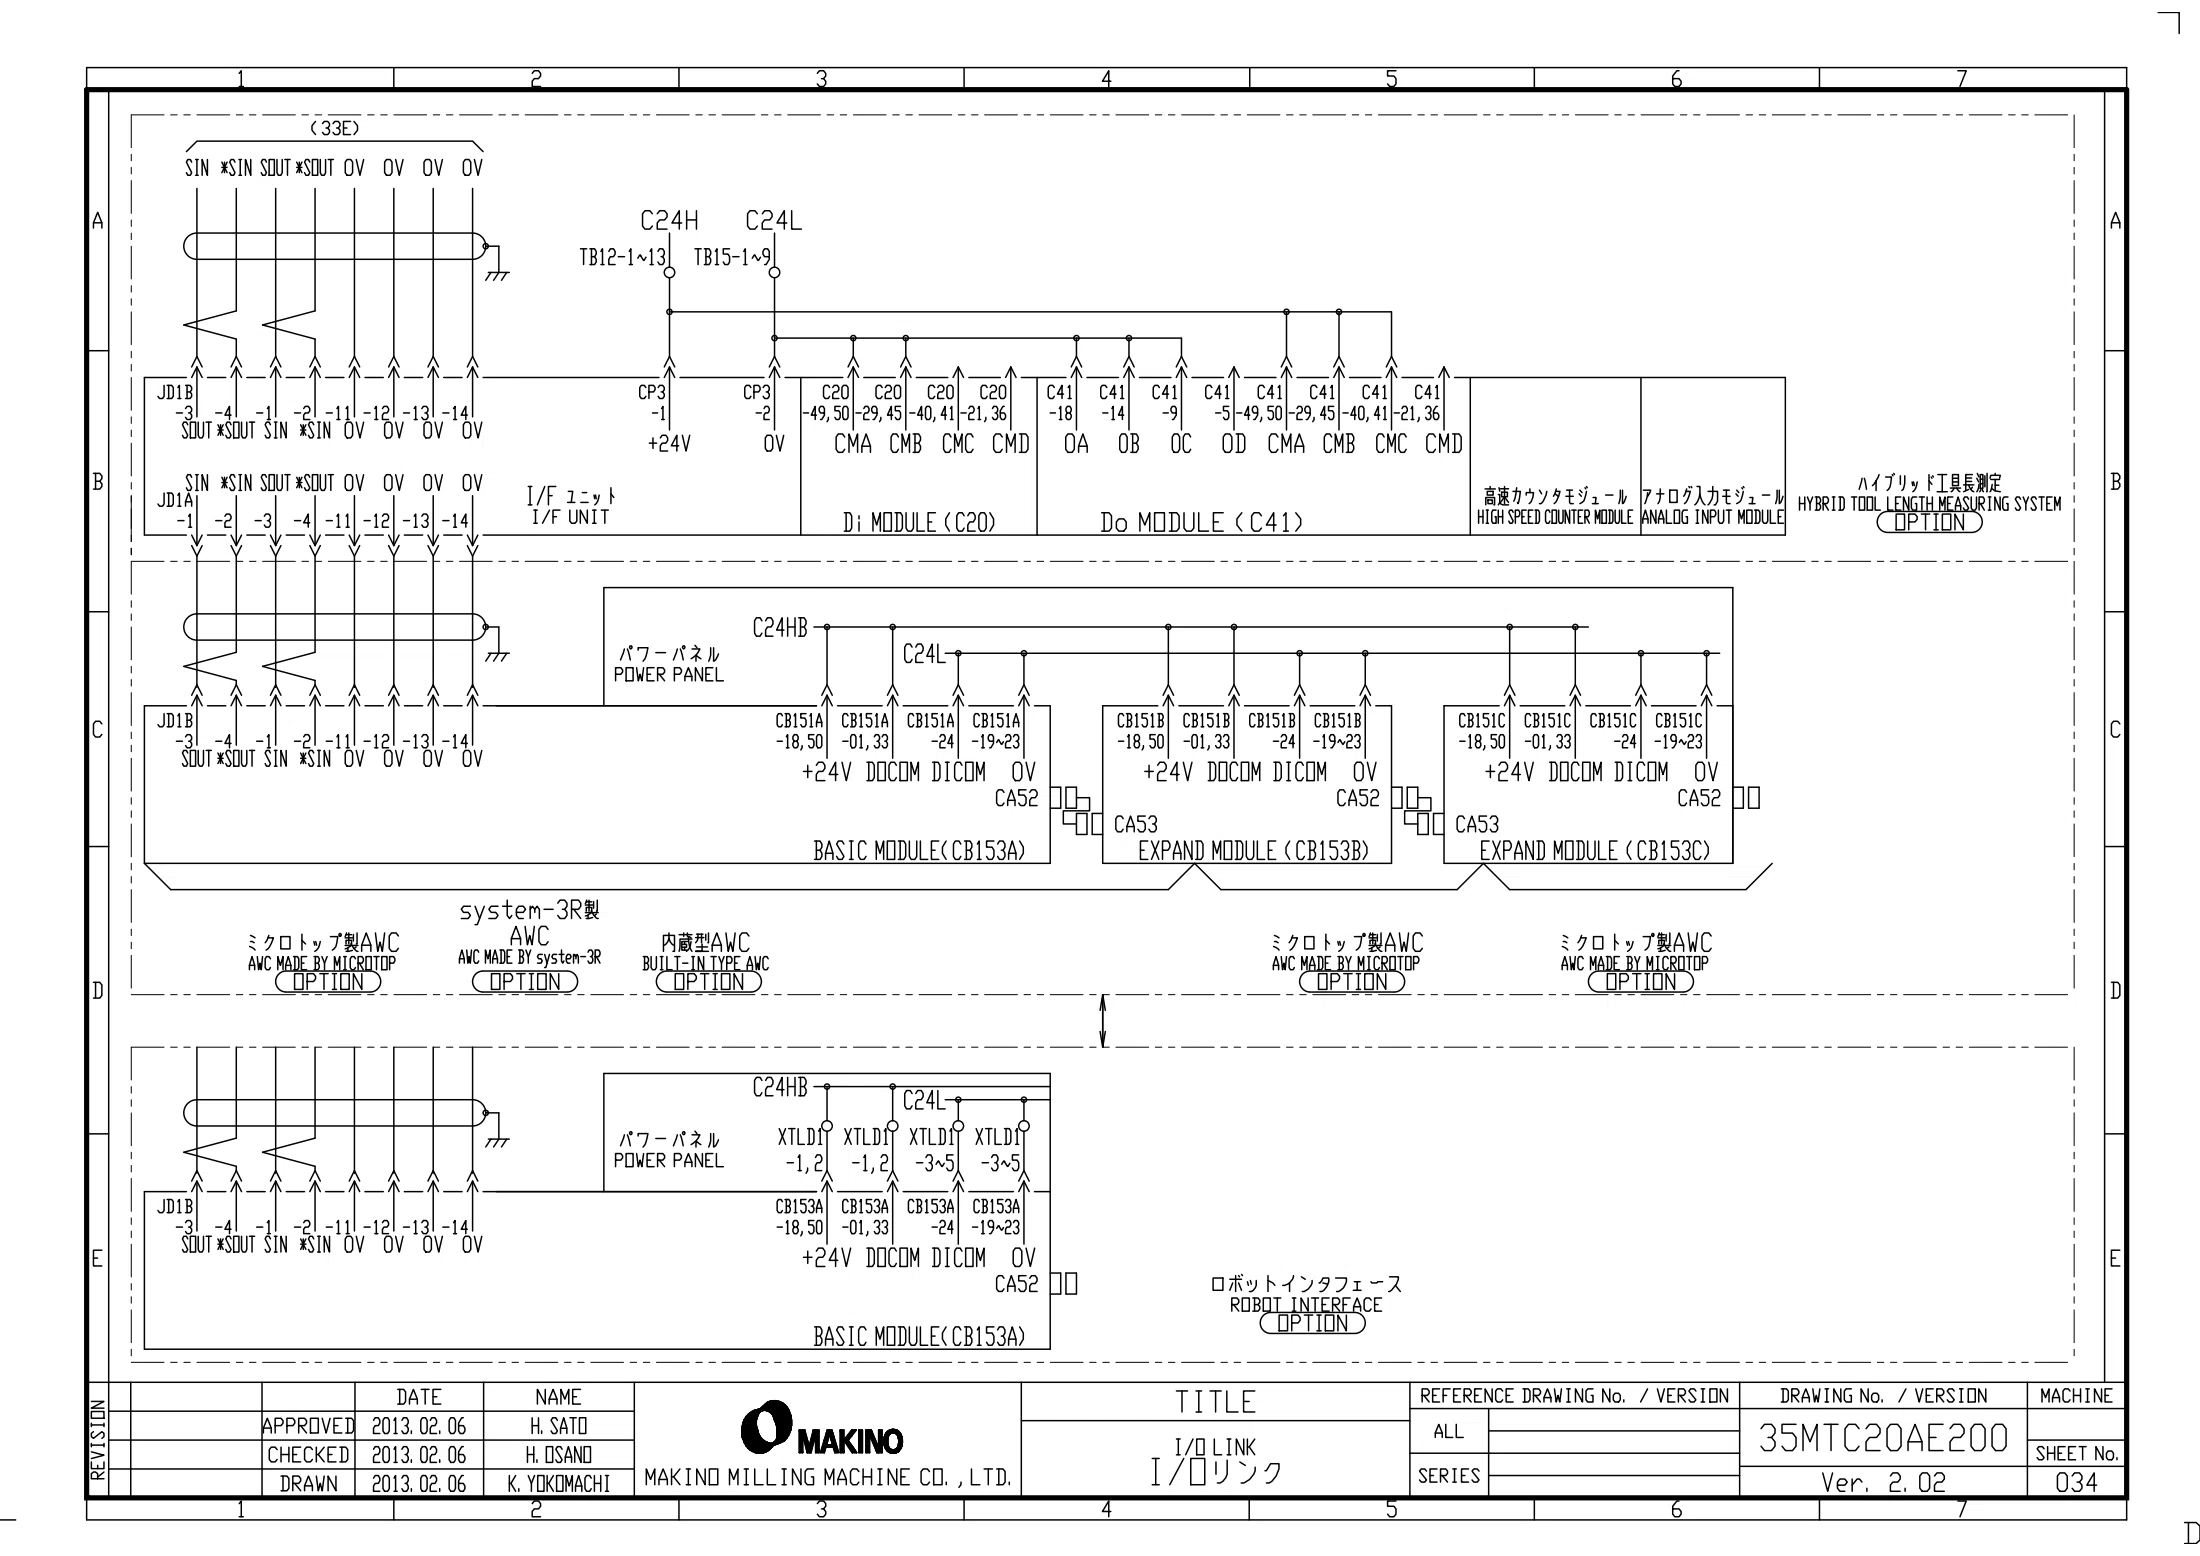 1 2 3 4 5 6 7
(33E)
SIN *SIN SOUT *SOUT 0V 0V 0V 0V
A A
C24H C24L
TB12-1~13 TB15-1~9
JD1B CP3 CP3 C20 C20 C20 C20 C41 C41 C41 C41 C41 C41 C41 C41
-3 -4 -1 -2 -11 -12 -13 -14 -1 -2 -49,50 -29,45 -40,41 -21,36 -18 -14 -9 -5 -49,50 -29,45 -40,41 -21,36
SOUT *SOUT SIN *SIN 0V 0V 0V 0V +24V 0V CMA CMB CMC CMD 0A 0B 0C 0D CMA CMB CMC CMD
B B
SIN *SIN SOUT *SOUT 0V 0V 0V 0V
JD1A
-1 -2 -3 -4 -11 -12 -13 -14
I/F ユニット
I/F UNIT
Di MODULE (C20)
Do MODULE (C41)
高速カウンタモジュール
HIGH SPEED COUNTER MODULE
アナログ入力モジュール
ANALOG INPUT MODULE
ハイブリッド工具長測定
HYBRID TOOL LENGTH MEASURING SYSTEM
OPTION
C24HB
C24L
パワーパネル
POWER PANEL
C C
JD1B CB151A CB151A CB151A CB151A CB151B CB151B CB151B CB151B CB151C CB151C CB151C CB151C
-3 -4 -1 -2 -11 -12 -13 -14 -18,50 -01,33 -24 -19~23 -18,50 -01,33 -24 -19~23 -18,50 -01,33 -24 -19~23
SOUT *SOUT SIN *SIN 0V 0V 0V 0V
+24V DOCOM DICOM 0V +24V DOCOM DICOM 0V +24V DOCOM DICOM 0V
CA52 CA52 CA52
CA53 CA53
BASIC MODULE(CB153A) EXPAND MODULE (CB153B) EXPAND MODULE (CB153C)
D D
ミクロトップ製AWC
AWC MADE BY MICROTOP
OPTION
system-3R製
AWC
AWC MADE BY system-3R
OPTION
内蔵型AWC
BUILT-IN TYPE AWC
OPTION
ミクロトップ製AWC
AWC MADE BY MICROTOP
OPTION
ミクロトップ製AWC
AWC MADE BY MICROTOP
OPTION
C24HB
C24L
パワーパネル
POWER PANEL
XTLD1 XTLD1 XTLD1 XTLD1
-1,2 -1,2 -3~5 -3~5
JD1B CB153A CB153A CB153A CB153A
-3 -4 -1 -2 -11 -12 -13 -14 -18,50 -01,33 -24 -19~23
SOUT *SOUT SIN *SIN 0V 0V 0V 0V
+24V DOCOM DICOM 0V
E E
CA52
BASIC MODULE(CB153A)
ロボットインタフェース
ROBOT INTERFACE
OPTION
REVISION
DATE NAME
APPROVED 2013.02.06 H. SATO
CHECKED 2013.02.06 H. OSANO
DRAWN 2013.02.06 K. YOKOMACHI
MAKINO
MAKINO MILLING MACHINE CO.,LTD.
TITLE
I/O LINK
I/Oリンク
REFERENCE DRAWING No. / VERSION
ALL
SERIES
DRAWING No. / VERSION
35MTC20AE200
Ver. 2.02
MACHINE
SHEET No.
034
1 2 3 4 5 6 7
D